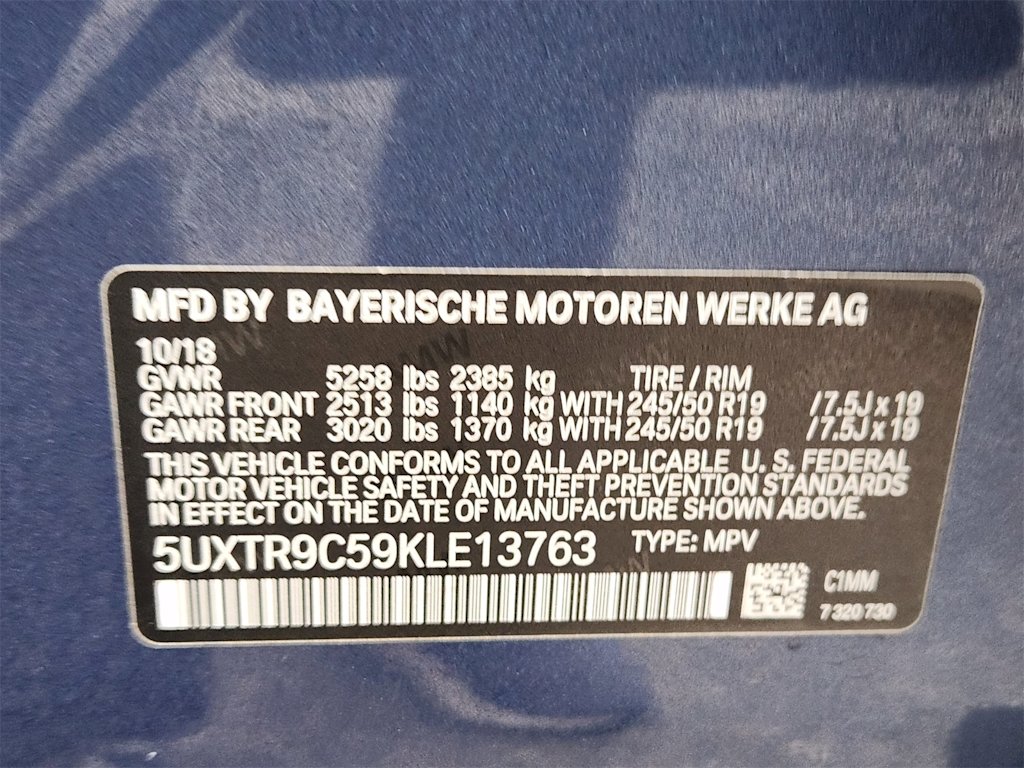 MFD BY BAYERISCHE MOTOREN WERKE AG
10/18
GVWR 5258 lbs 2385 kg TIRE / RIM
GAWR FRONT 2513 lbs 1140 kg WITH 245/50 R19 / 7.5J x 19
GAWR REAR 3020 lbs 1370 kg WITH 245/50 R19 / 7.5J x 19
THIS VEHICLE CONFORMS TO ALL APPLICABLE U. S. FEDERAL
MOTOR VEHICLE SAFETY AND THEFT PREVENTION STANDARDS
IN EFFECT ON THE DATE OF MANUFACTURE SHOWN ABOVE.
5UXTR9C59KLE13763 TYPE: MPV
C1MM
7 320 730